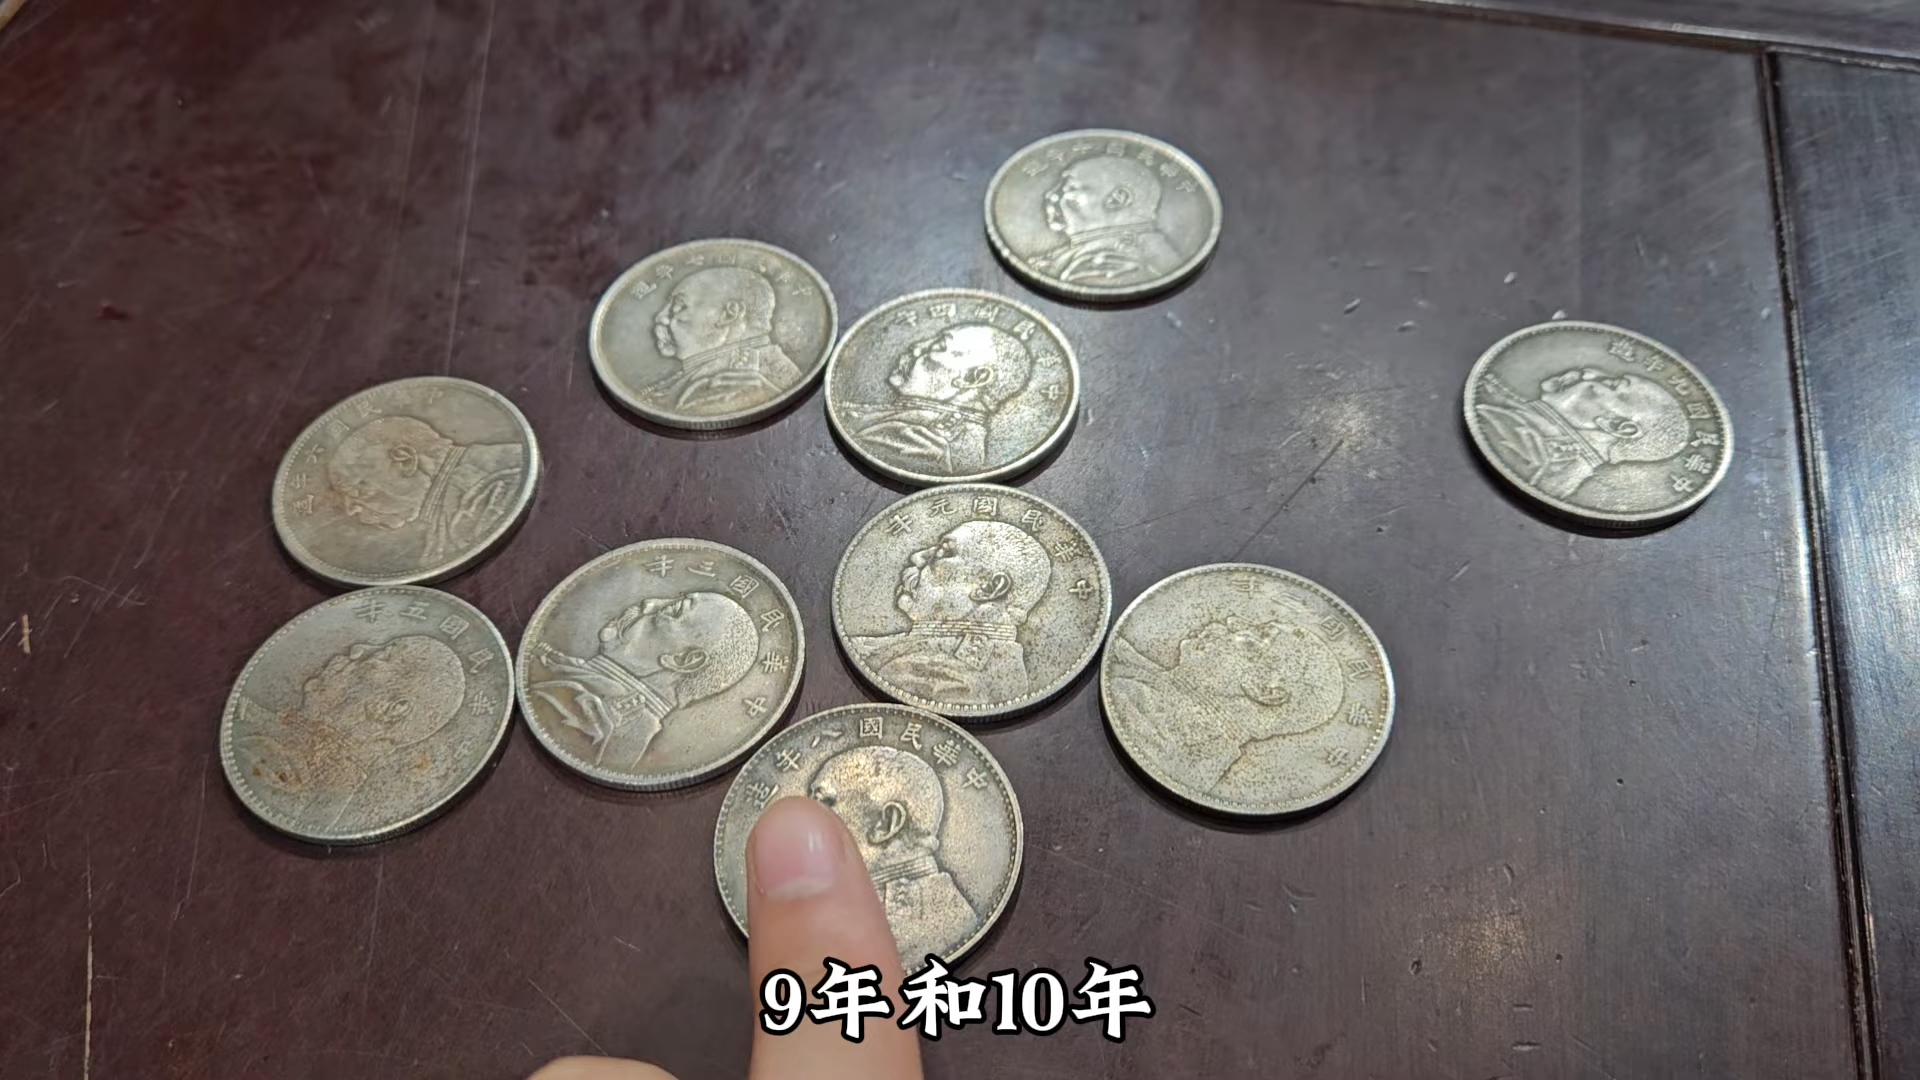 中華民國十年造
中華民國七年造
中華民國四年
中華民國九年造
民國六年造
中華民國元年
中華民國三年
中華民國五年
中華民國二年
中華民國八年造
9年和10年